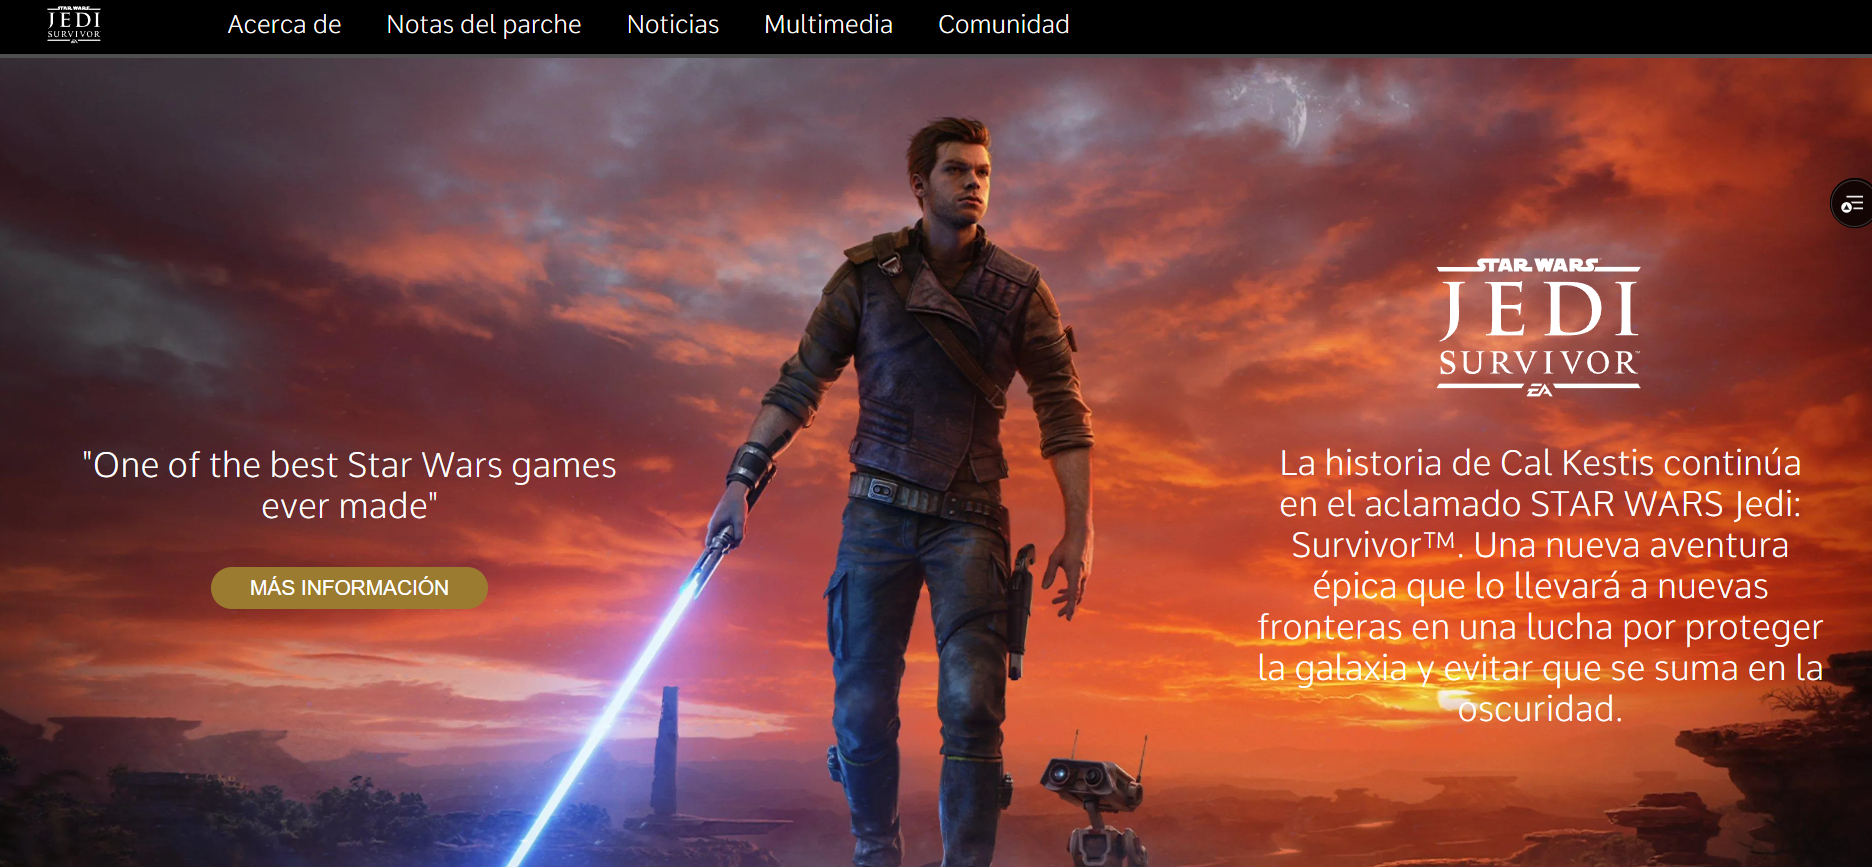 STAR WARS
JEDI
SURVIVOR
EA
Acerca de
Notas del parche
Noticias
Multimedia
Comunidad
"One of the best Star Wars games
ever made"
MÁS INFORMACIÓN
STAR WARS
JEDI
SURVIVOR™
EA
La historia de Cal Kestis continúa
en el aclamado STAR WARS Jedi:
Survivor™. Una nueva aventura
épica que lo llevará a nuevas
fronteras en una lucha por proteger
la galaxia y evitar que se suma en la
oscuridad.